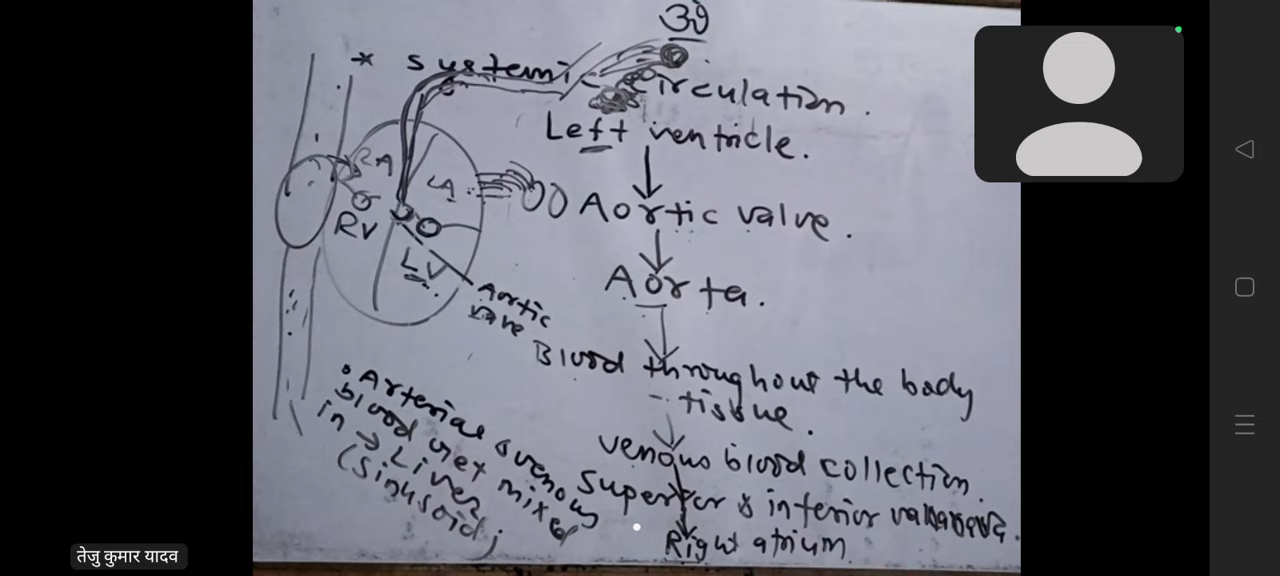 ३७
* systemic circulation.
Left ventricle.
RA
LA
Aortic valve.
RV
LV
Aorta.
Aortic
valve
Blood throughout the body
tissue.
• Arterial & venous
blood get mixed
in → Liver
(Sinusoid)
venous blood collection.
Superior & inferior
Right atrium
तेजु कुमार यादव